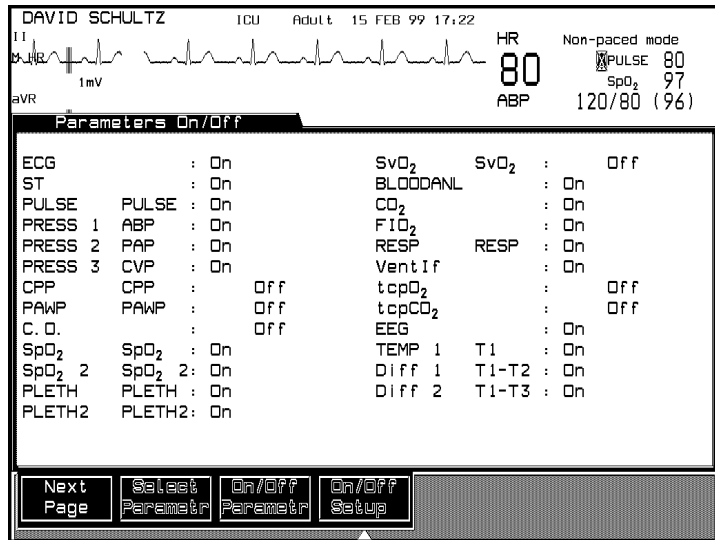 DAVID SCHULTZ ICU Adult 15 FEB 99 17:22
II HR Non-paced mode
M HR PULSE 80
80
1mV SpO₂ 97
aVR ABP 120/80 (96)
Parameters On/Off
ECG : On SvO₂ SvO₂ : Off
ST : On BLOODANL : On
PULSE PULSE : On CO₂ : On
PRESS 1 ABP : On FIO₂ : On
PRESS 2 PAP : On RESP RESP : On
PRESS 3 CVP : On VentIf : On
CPP CPP : Off tcpO₂ : Off
PAWP PAWP : Off tcpCO₂ : Off
C.O. : Off EEG : On
SpO₂ SpO₂ : On TEMP 1 T1 : On
SpO₂ 2 SpO₂ 2: On Diff 1 T1-T2 : On
PLETH PLETH : On Diff 2 T1-T3 : On
PLETH2 PLETH2: On
Next Page
Select Parametr
On/Off Parametr
On/Off Setup